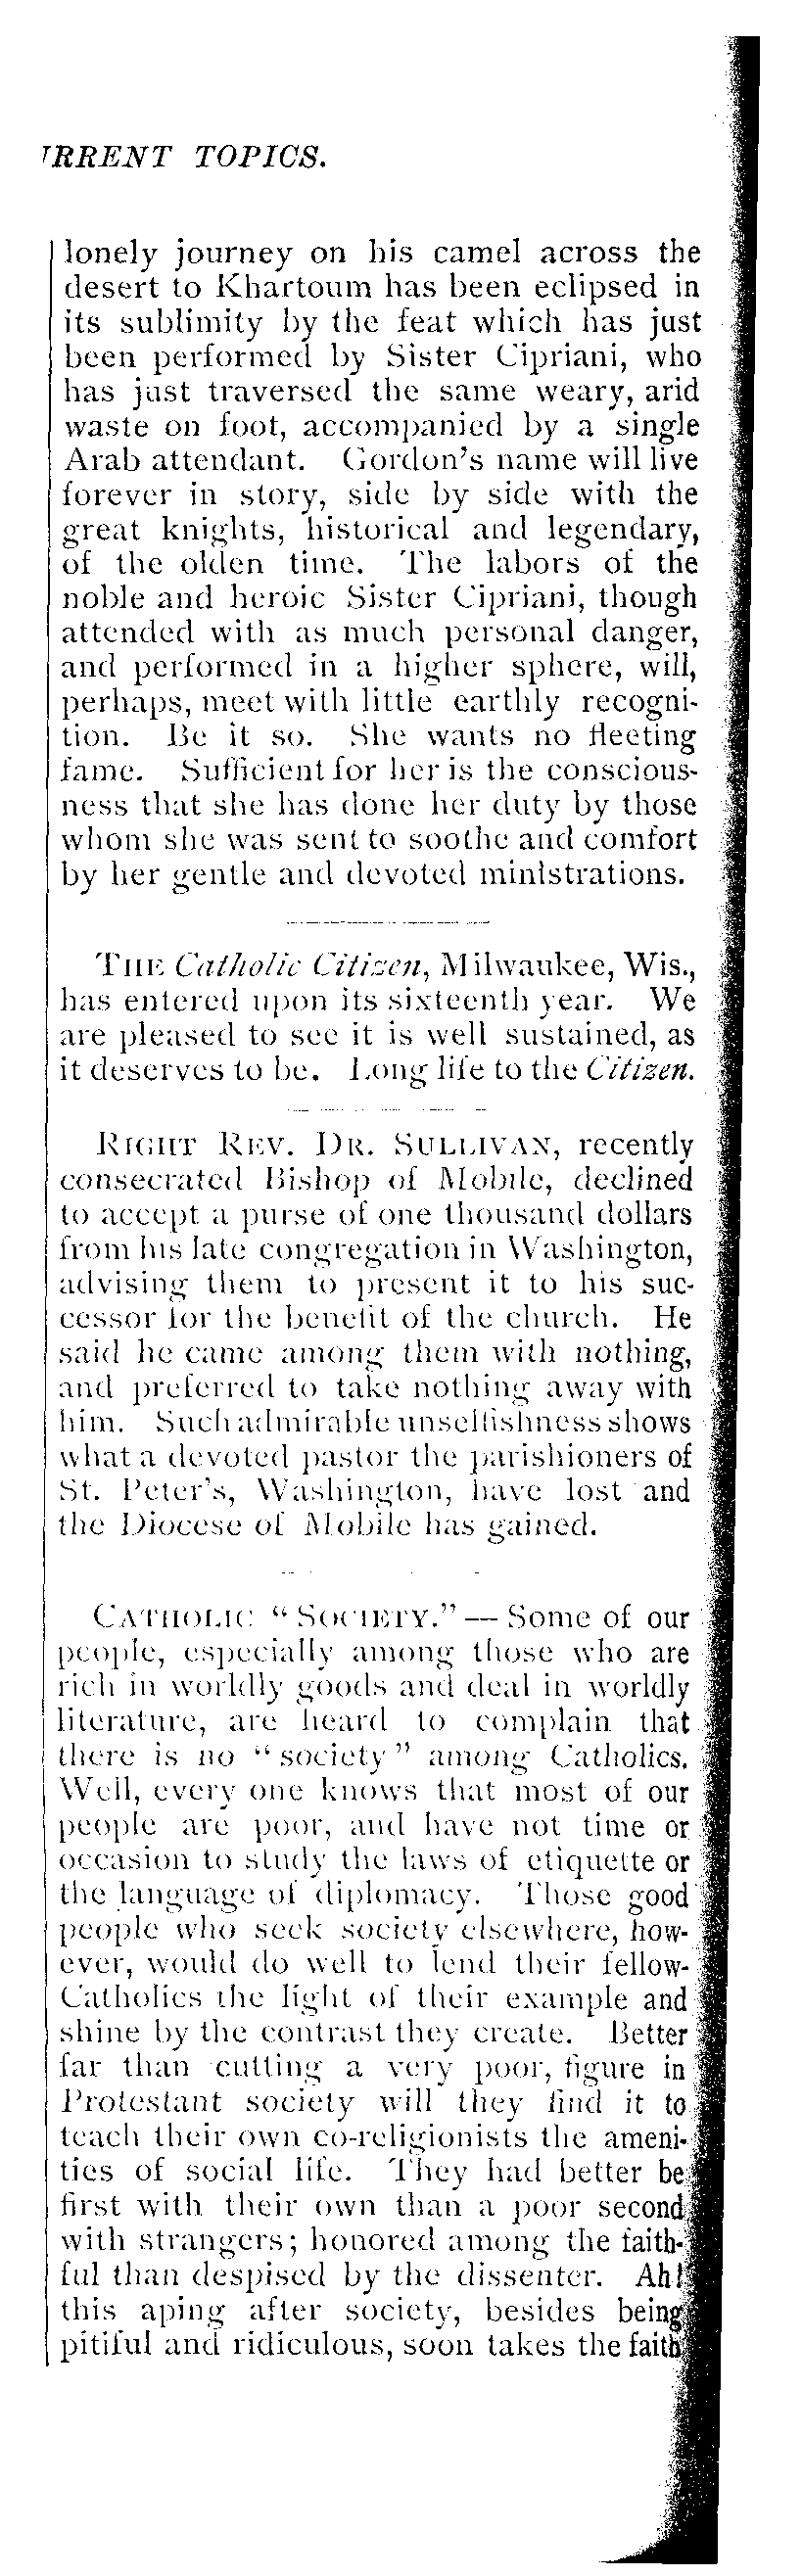 URRENT TOPICS.
lonely journey on his camel across the
desert to Khartoum has been eclipsed in
its sublimity by the feat which has just
been performed by Sister Cipriani, who
has just traversed the same weary, arid
waste on foot, accompanied by a single
Arab attendant. Gordon's name will live
forever in story, side by side with the
great knights, historical and legendary,
of the olden time. The labors of the
noble and heroic Sister Cipriani, though
attended with as much personal danger,
and performed in a higher sphere, will,
perhaps, meet with little earthly recogni-
tion. Be it so. She wants no fleeting
fame. Sufficient for her is the conscious-
ness that she has done her duty by those
whom she was sent to soothe and comfort
by her gentle and devoted ministrations.
THE Catholic Citizen, Milwaukee, Wis.,
has entered upon its sixteenth year. We
are pleased to see it is well sustained, as
it deserves to be. Long life to the Citizen.
RIGHT REV. DR. SULLIVAN, recently
consecrated Bishop of Mobile, declined
to accept a purse of one thousand dollars
from his late congregation in Washington,
advising them to present it to his suc-
cessor for the benefit of the church. He
said he came among them with nothing,
and preferred to take nothing away with
him. Such admirable unselfishness shows
what a devoted pastor the parishioners of
St. Peter's, Washington, have lost and
the Diocese of Mobile has gained.
CATHOLIC "SOCIETY." — Some of our
people, especially among those who are
rich in worldly goods and deal in worldly
literature, are heard to complain that
there is no "society" among Catholics.
Well, every one knows that most of our
people are poor, and have not time or
occasion to study the laws of etiquette or
the language of diplomacy. Those good
people who seek society elsewhere, how-
ever, would do well to lend their fellow-
Catholics the light of their example and
shine by the contrast they create. Better
far than cutting a very poor, figure in
Protestant society will they find it to
teach their own co-religionists the ameni-
ties of social life. They had better be
first with their own than a poor second
with strangers; honored among the faith-
ful than despised by the dissenter. Ah!
this aping after society, besides being
pitiful and ridiculous, soon takes the faith